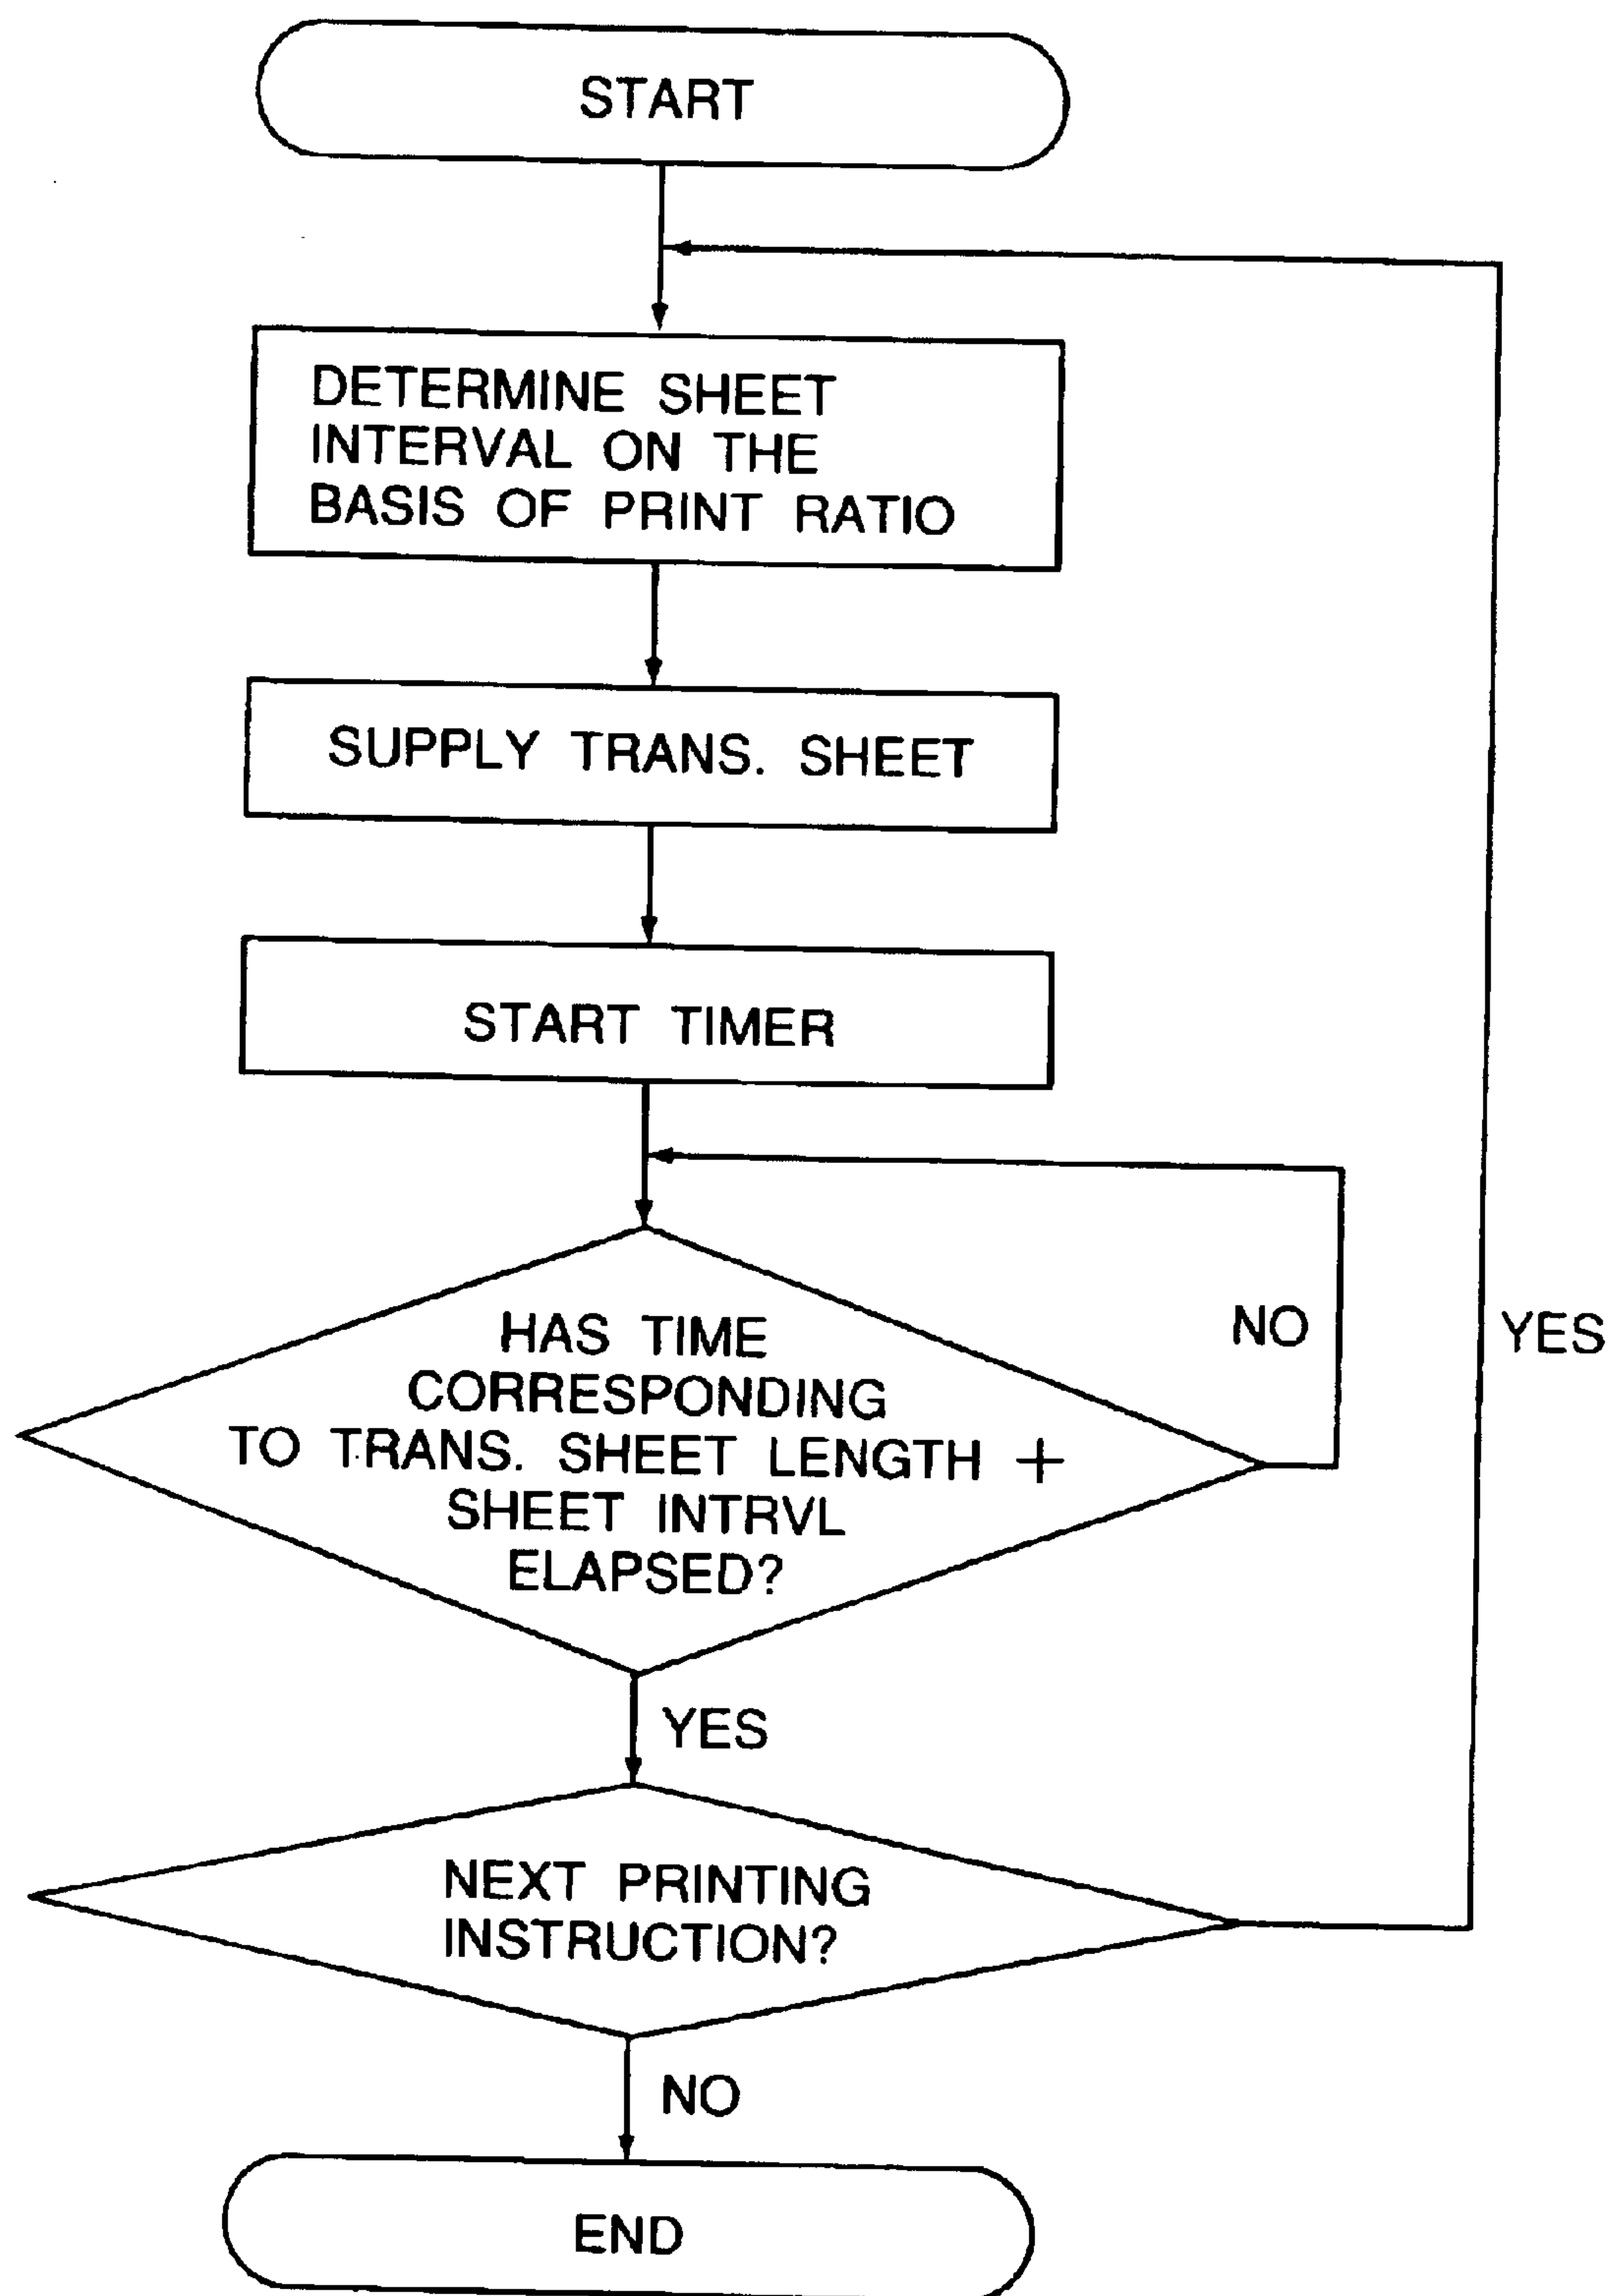 START
DETERMINE SHEET
INTERVAL ON THE
BASIS OF PRINT RATIO
SUPPLY TRANS. SHEET
START TIMER
HAS TIME
CORRESPONDING
TO TRANS. SHEET LENGTH +
SHEET INTRVL
ELAPSED?
NO
YES
YES
NEXT PRINTING
INSTRUCTION?
NO
END